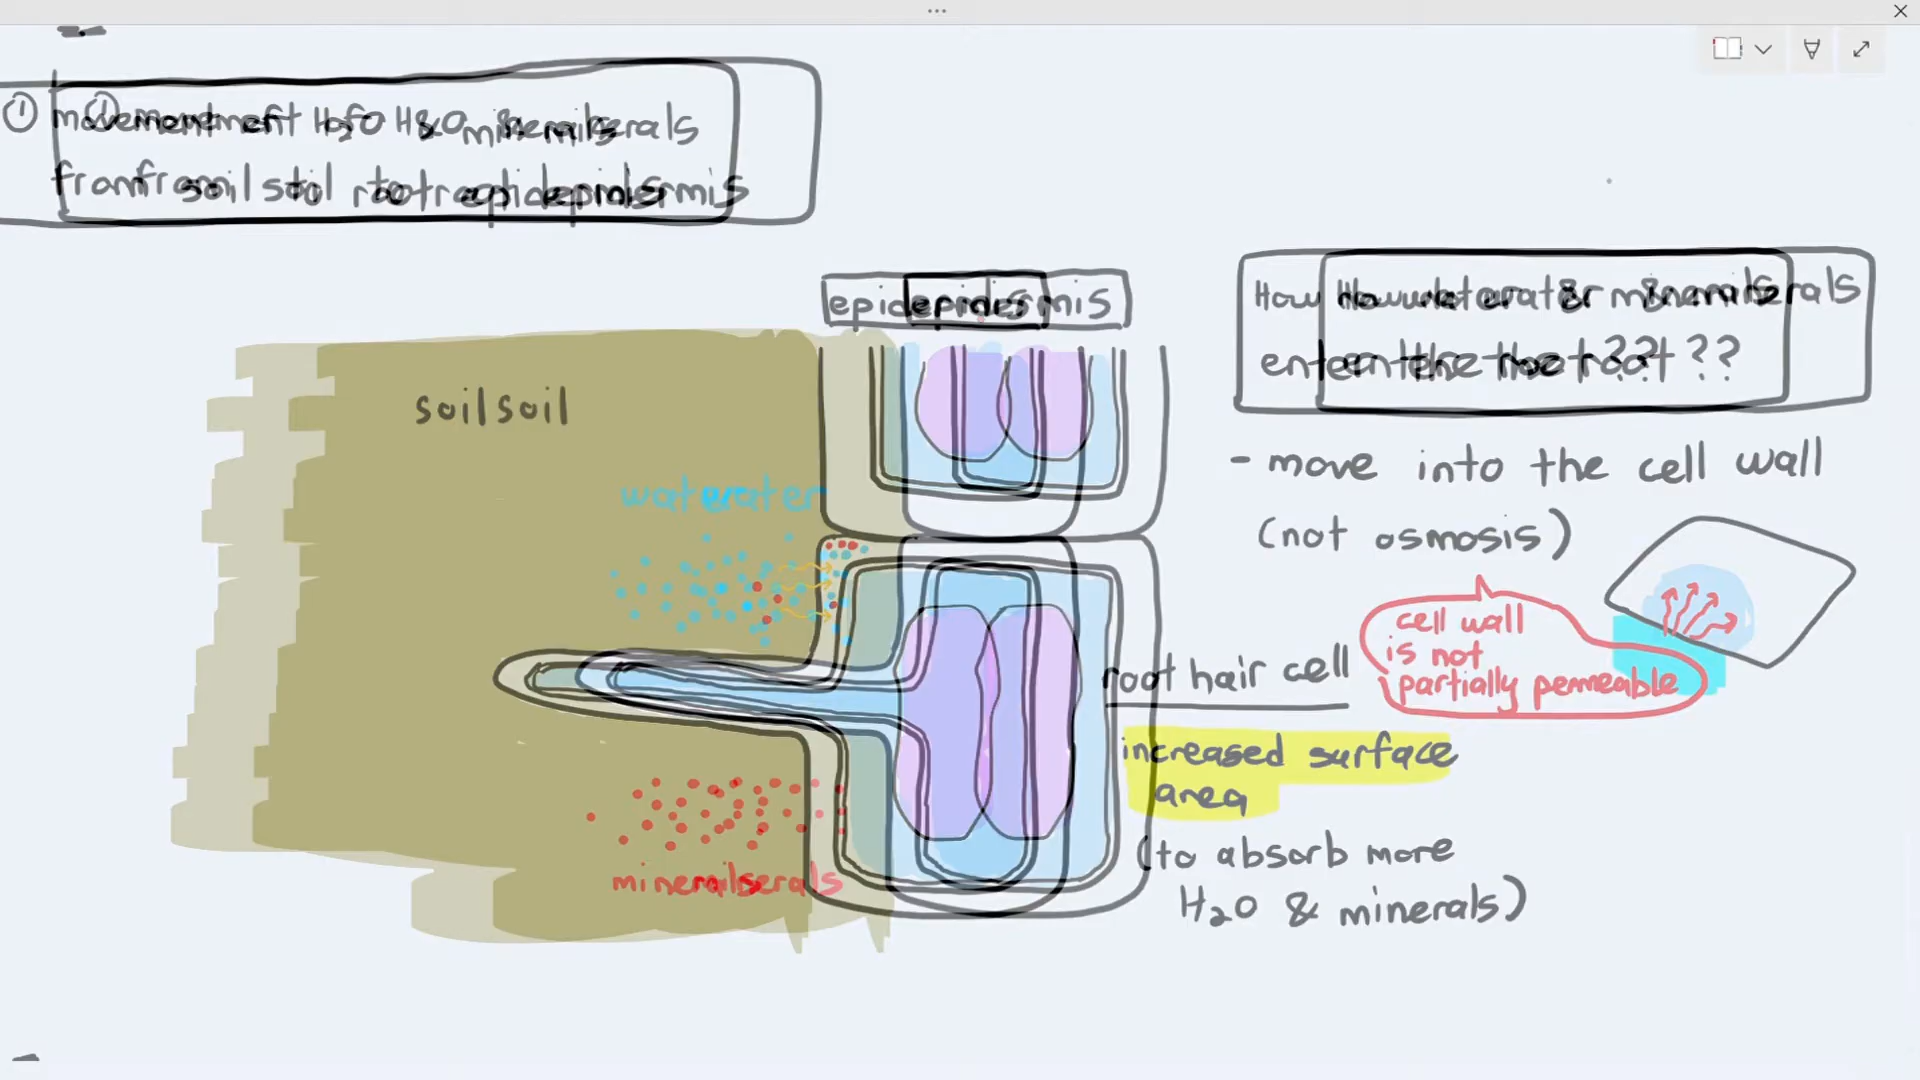 ① movement of H₂O & minerals
from soil to root epidermis
epidermis
How water & minerals
enter the root ??
soil
- move into the cell wall
water
(not osmosis)
cell wall
is not
partially permeable
root hair cell
increased surface
area
(to absorb more
H₂O & minerals)
minerals